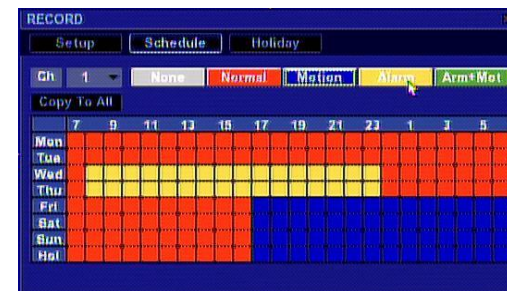 RECORD
Setup Schedule Holiday
Ch 1 None Normal Motion Alarm Arm+Mot
Copy To All
7 9 11 13 15 17 19 21 23 1 3 5
Mon
Tue
Wed
Thu
Fri
Sat
Sun
Hol